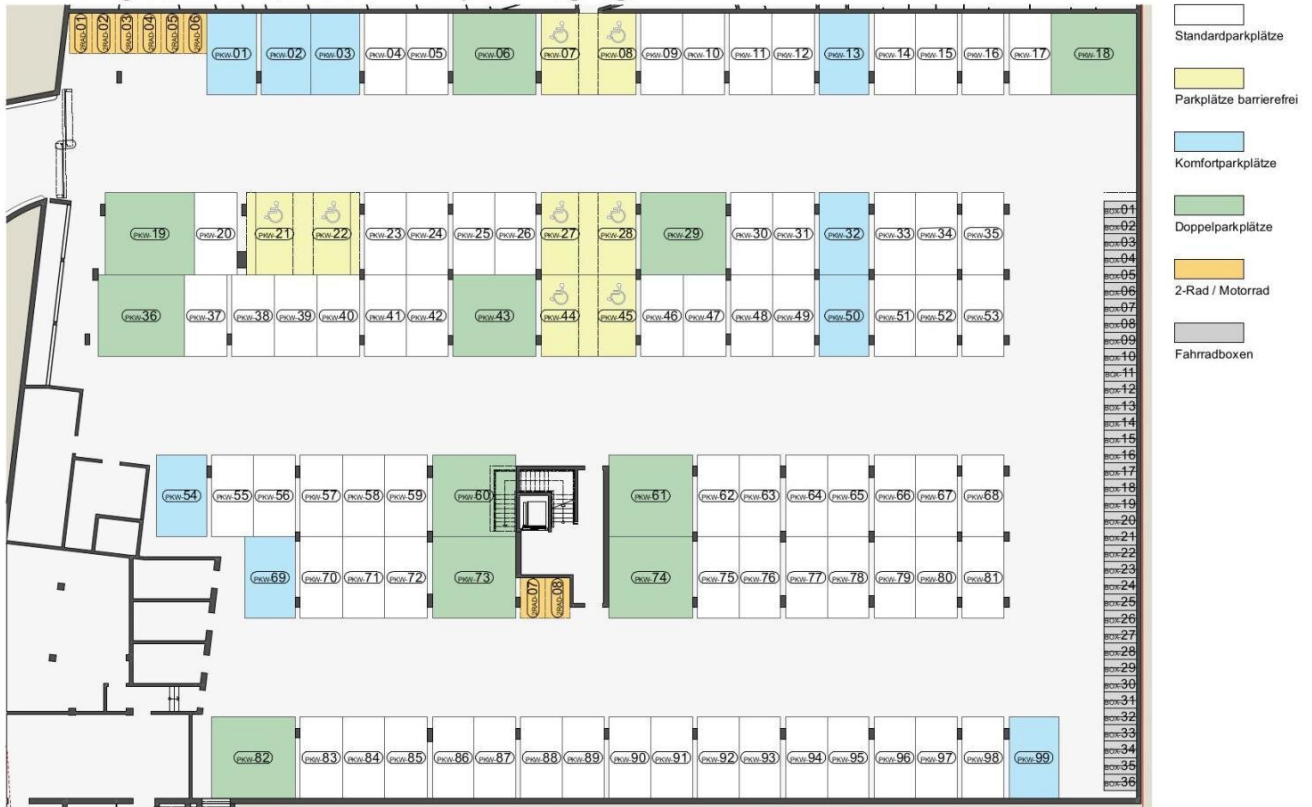 2RAD-01 2RAD-02 2RAD-03 2RAD-04 2RAD-05 2RAD-06
PKW-01 PKW-02 PKW-03 PKW-04 PKW-05 PKW-06 PKW-07 PKW-08 PKW-09 PKW-10 PKW-11 PKW-12 PKW-13 PKW-14 PKW-15 PKW-16 PKW-17 PKW-18
PKW-19 PKW-20 PKW-21 PKW-22 PKW-23 PKW-24 PKW-25 PKW-26 PKW-27 PKW-28 PKW-29 PKW-30 PKW-31 PKW-32 PKW-33 PKW-34 PKW-35
PKW-36 PKW-37 PKW-38 PKW-39 PKW-40 PKW-41 PKW-42 PKW-43 PKW-44 PKW-45 PKW-46 PKW-47 PKW-48 PKW-49 PKW-50 PKW-51 PKW-52 PKW-53
PKW-54 PKW-55 PKW-56 PKW-57 PKW-58 PKW-59 PKW-60 PKW-61 PKW-62 PKW-63 PKW-64 PKW-65 PKW-66 PKW-67 PKW-68
PKW-69 PKW-70 PKW-71 PKW-72 PKW-73 PKW-74 PKW-75 PKW-76 PKW-77 PKW-78 PKW-79 PKW-80 PKW-81
2RAD-07 2RAD-08
PKW-82 PKW-83 PKW-84 PKW-85 PKW-86 PKW-87 PKW-88 PKW-89 PKW-90 PKW-91 PKW-92 PKW-93 PKW-94 PKW-95 PKW-96 PKW-97 PKW-98 PKW-99
BOX-01
BOX-02
BOX-03
BOX-04
BOX-05
BOX-06
BOX-07
BOX-08
BOX-09
BOX-10
BOX-11
BOX-12
BOX-13
BOX-14
BOX-15
BOX-16
BOX-17
BOX-18
BOX-19
BOX-20
BOX-21
BOX-22
BOX-23
BOX-24
BOX-25
BOX-26
BOX-27
BOX-28
BOX-29
BOX-30
BOX-31
BOX-32
BOX-33
BOX-34
BOX-35
BOX-36
Standardparkplätze
Parkplätze barrierefrei
Komfortparkplätze
Doppelparkplätze
2-Rad / Motorrad
Fahrradboxen